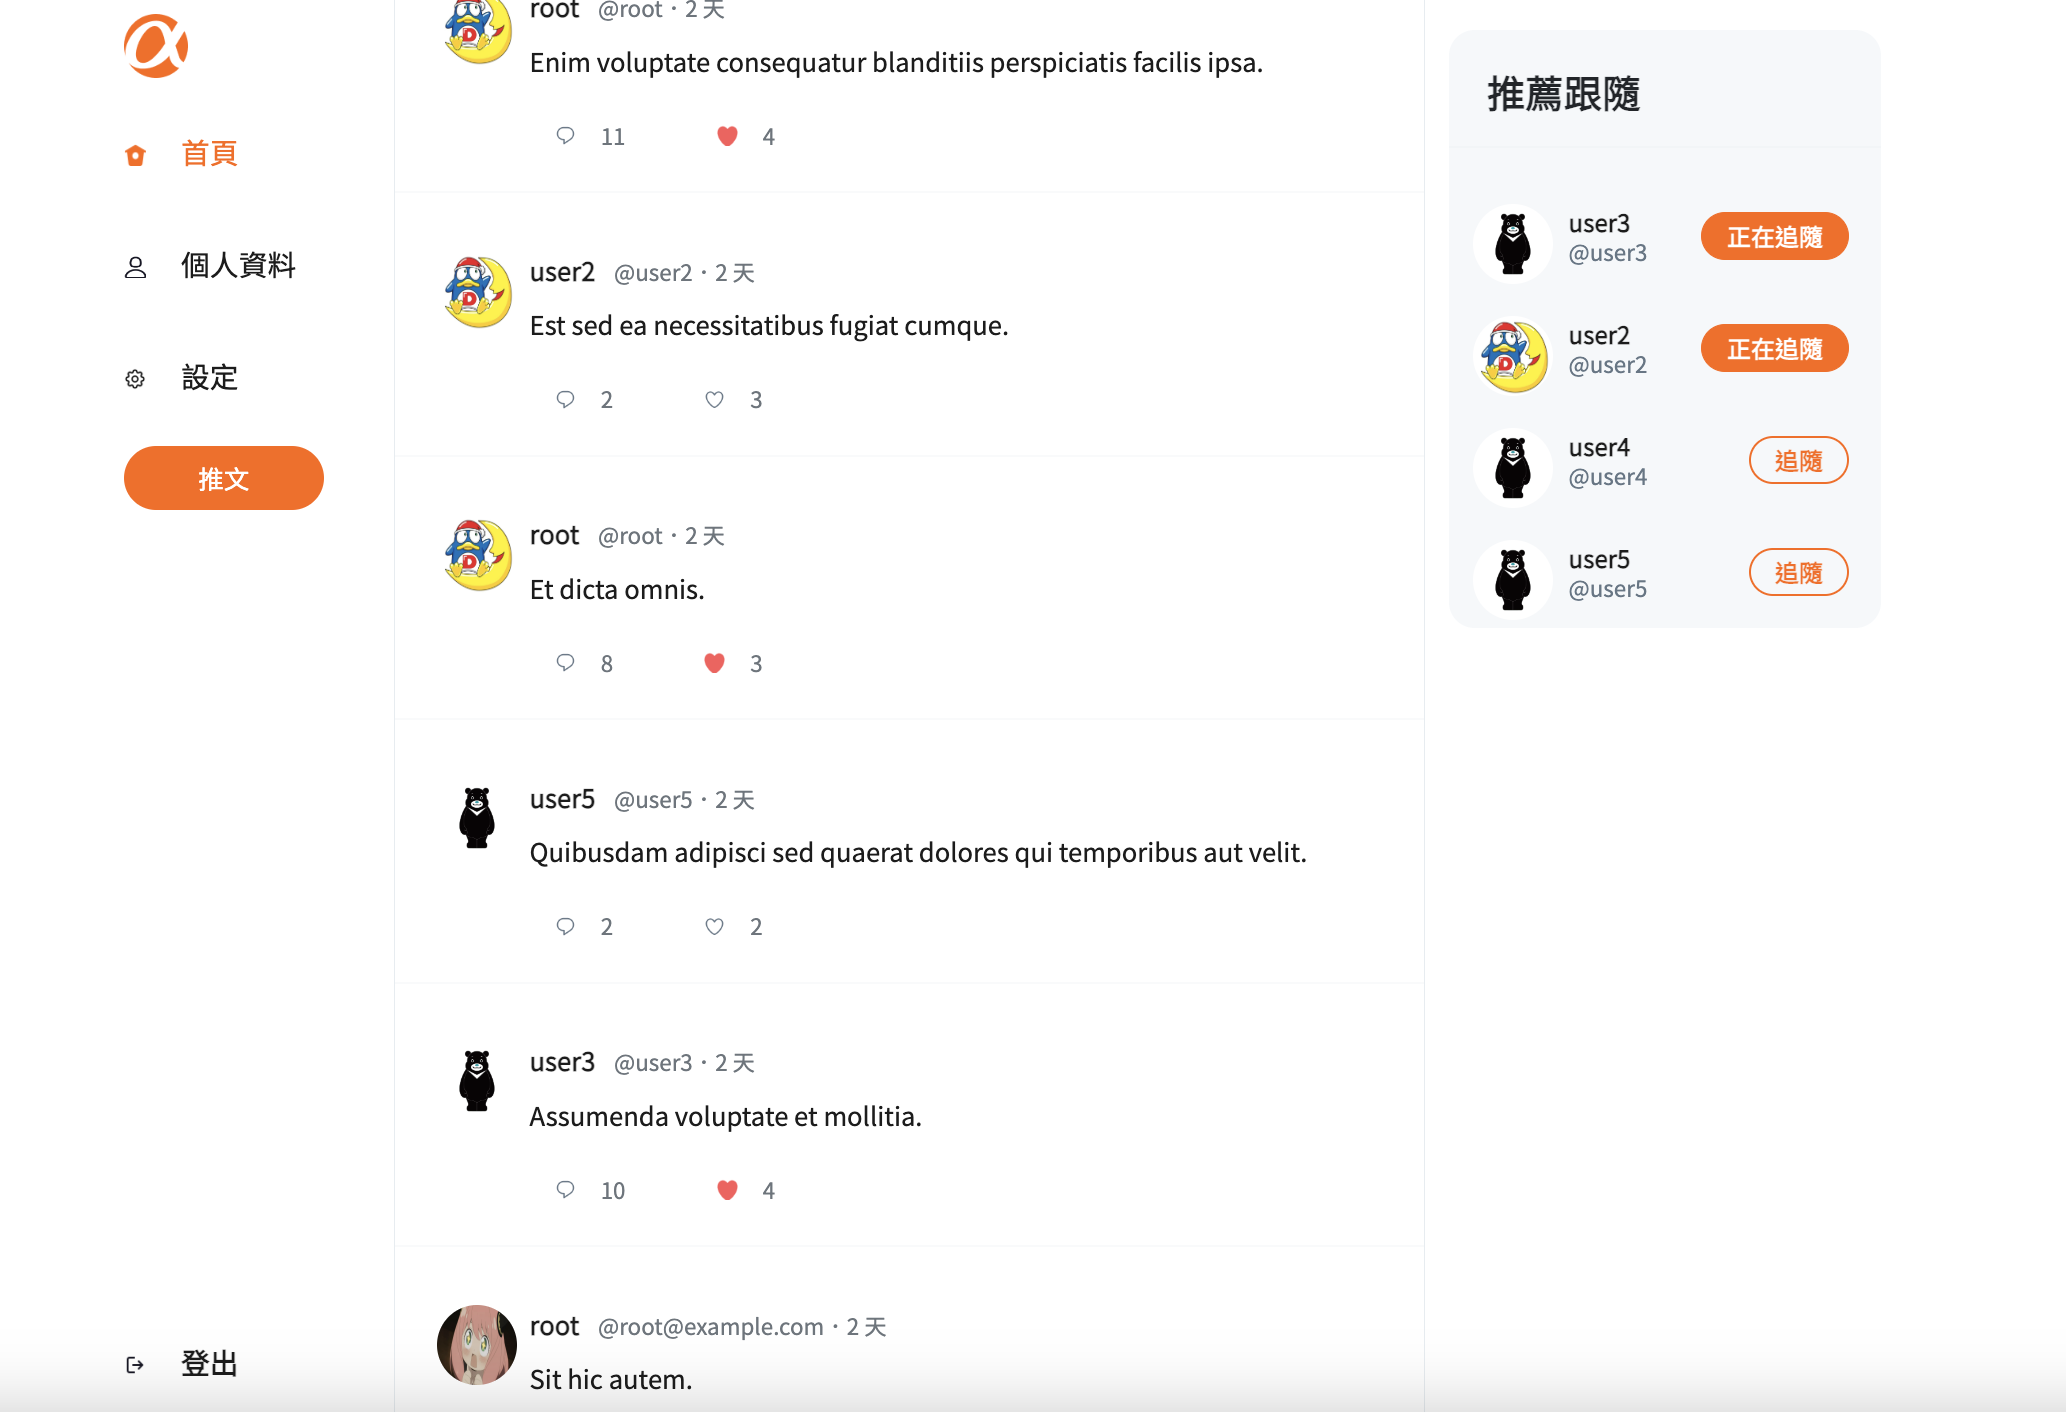 首頁
個人資料
設定
推文
登出
root @root · 2 天
Enim voluptate consequatur blanditiis perspiciatis facilis ipsa.
11 4
user2 @user2 · 2 天
Est sed ea necessitatibus fugiat cumque.
2 3
root @root · 2 天
Et dicta omnis.
8 3
user5 @user5 · 2 天
Quibusdam adipisci sed quaerat dolores qui temporibus aut velit.
2 2
user3 @user3 · 2 天
Assumenda voluptate et mollitia.
10 4
root @root@example.com · 2 天
Sit hic autem.
推薦跟隨
user3
@user3
正在追隨
user2
@user2
正在追隨
user4
@user4
追隨
user5
@user5
追隨